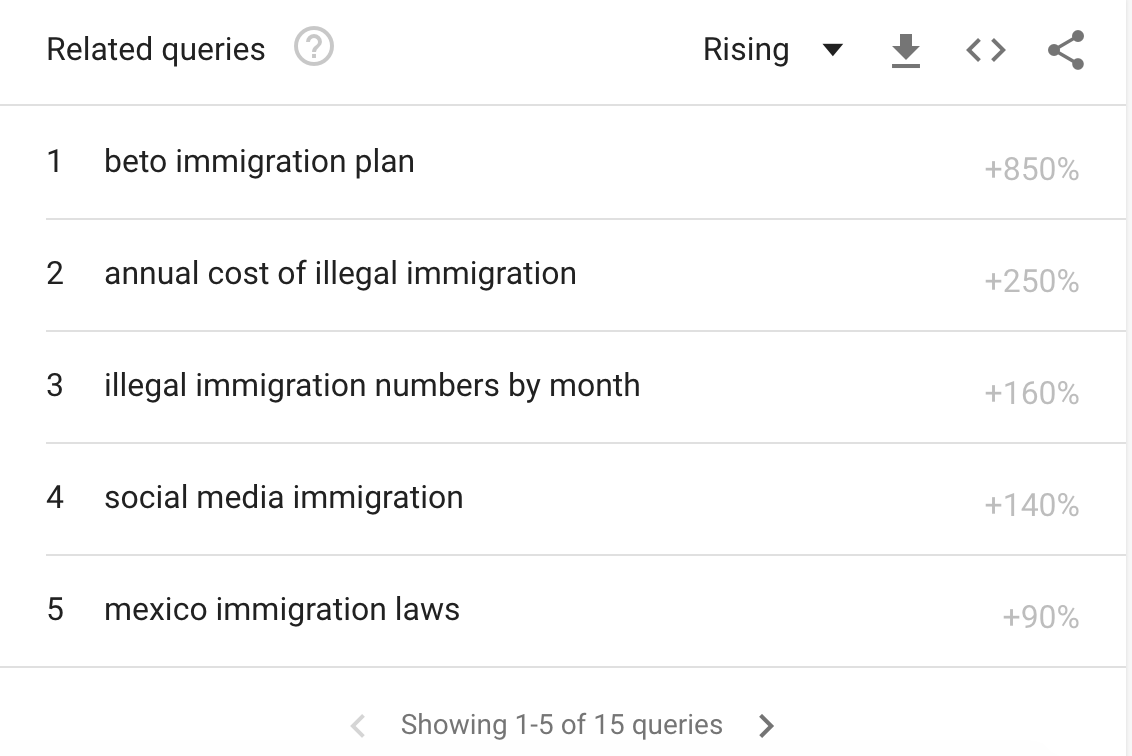 Related queries ? Rising
1 beto immigration plan +850%
2 annual cost of illegal immigration +250%
3 illegal immigration numbers by month +160%
4 social media immigration +140%
5 mexico immigration laws +90%
Showing 1-5 of 15 queries